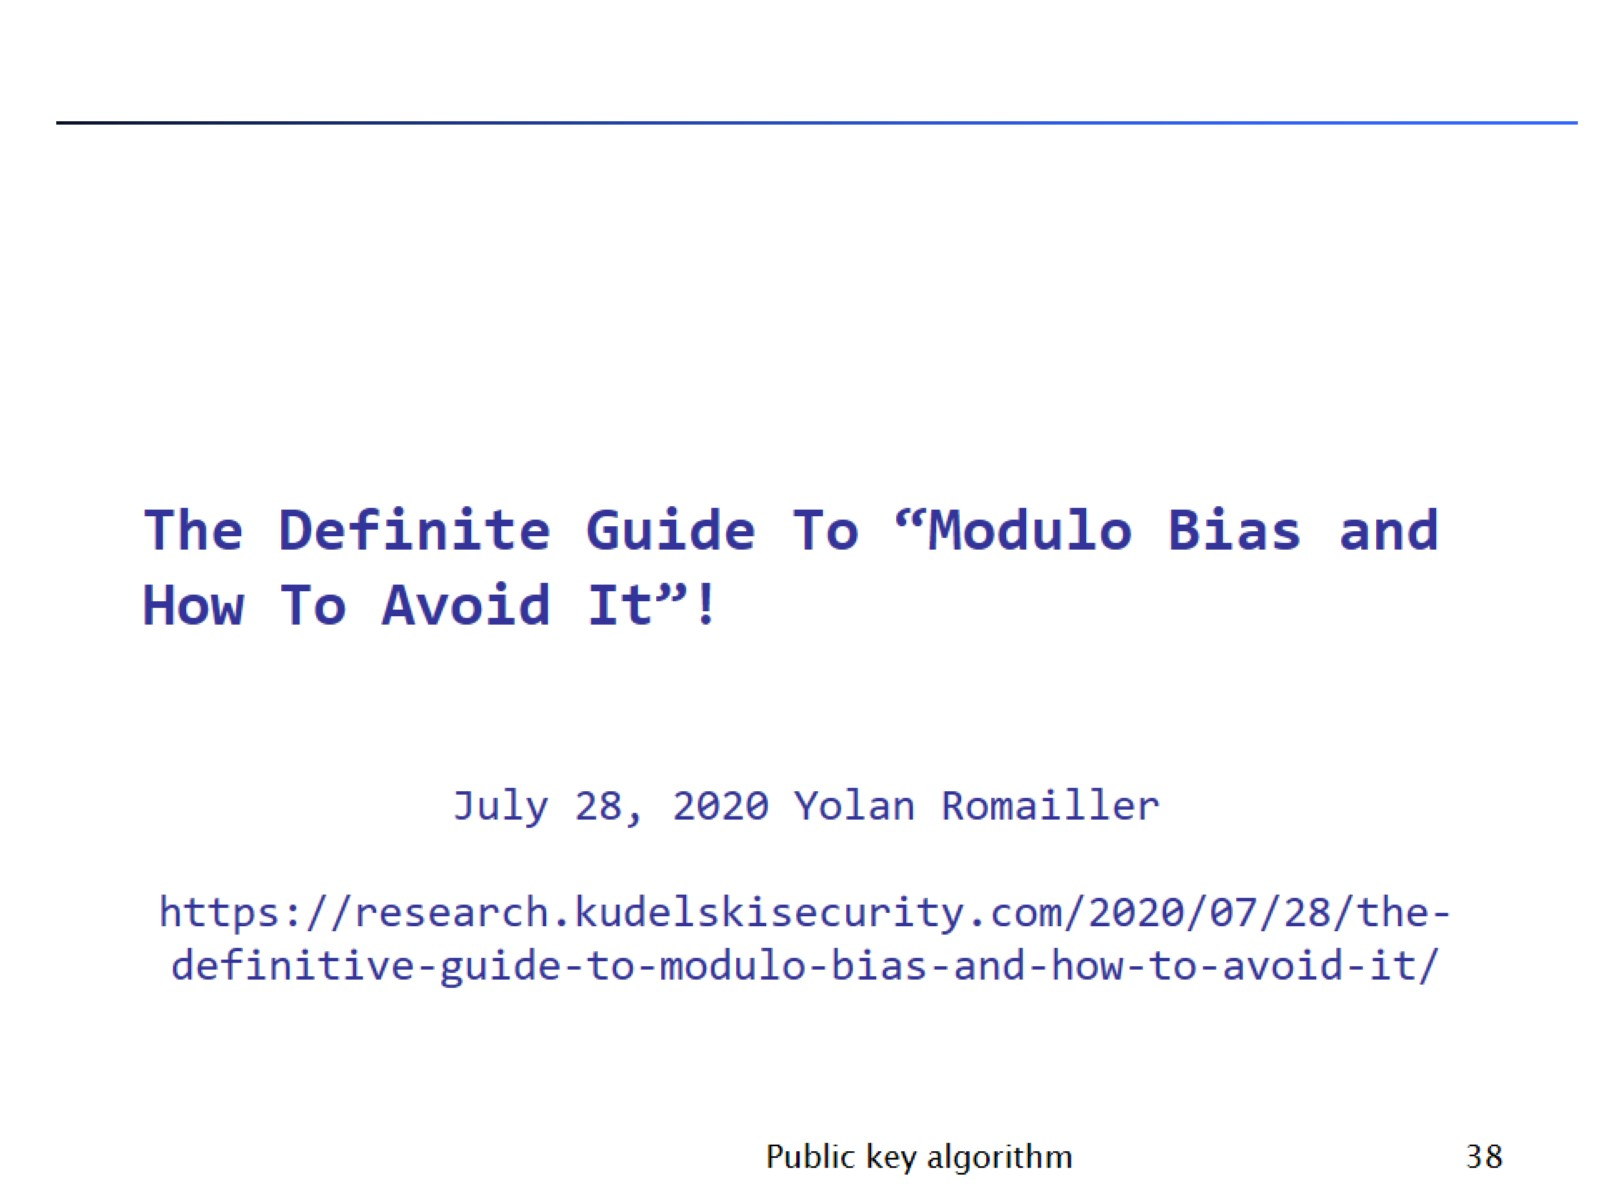 The Definite Guide To “Modulo Bias and
How To Avoid It”!
July 28, 2020 Yolan Romailler
https://research.kudelskisecurity.com/2020/07/28/the-
definitive-guide-to-modulo-bias-and-how-to-avoid-it/
Public key algorithm 38